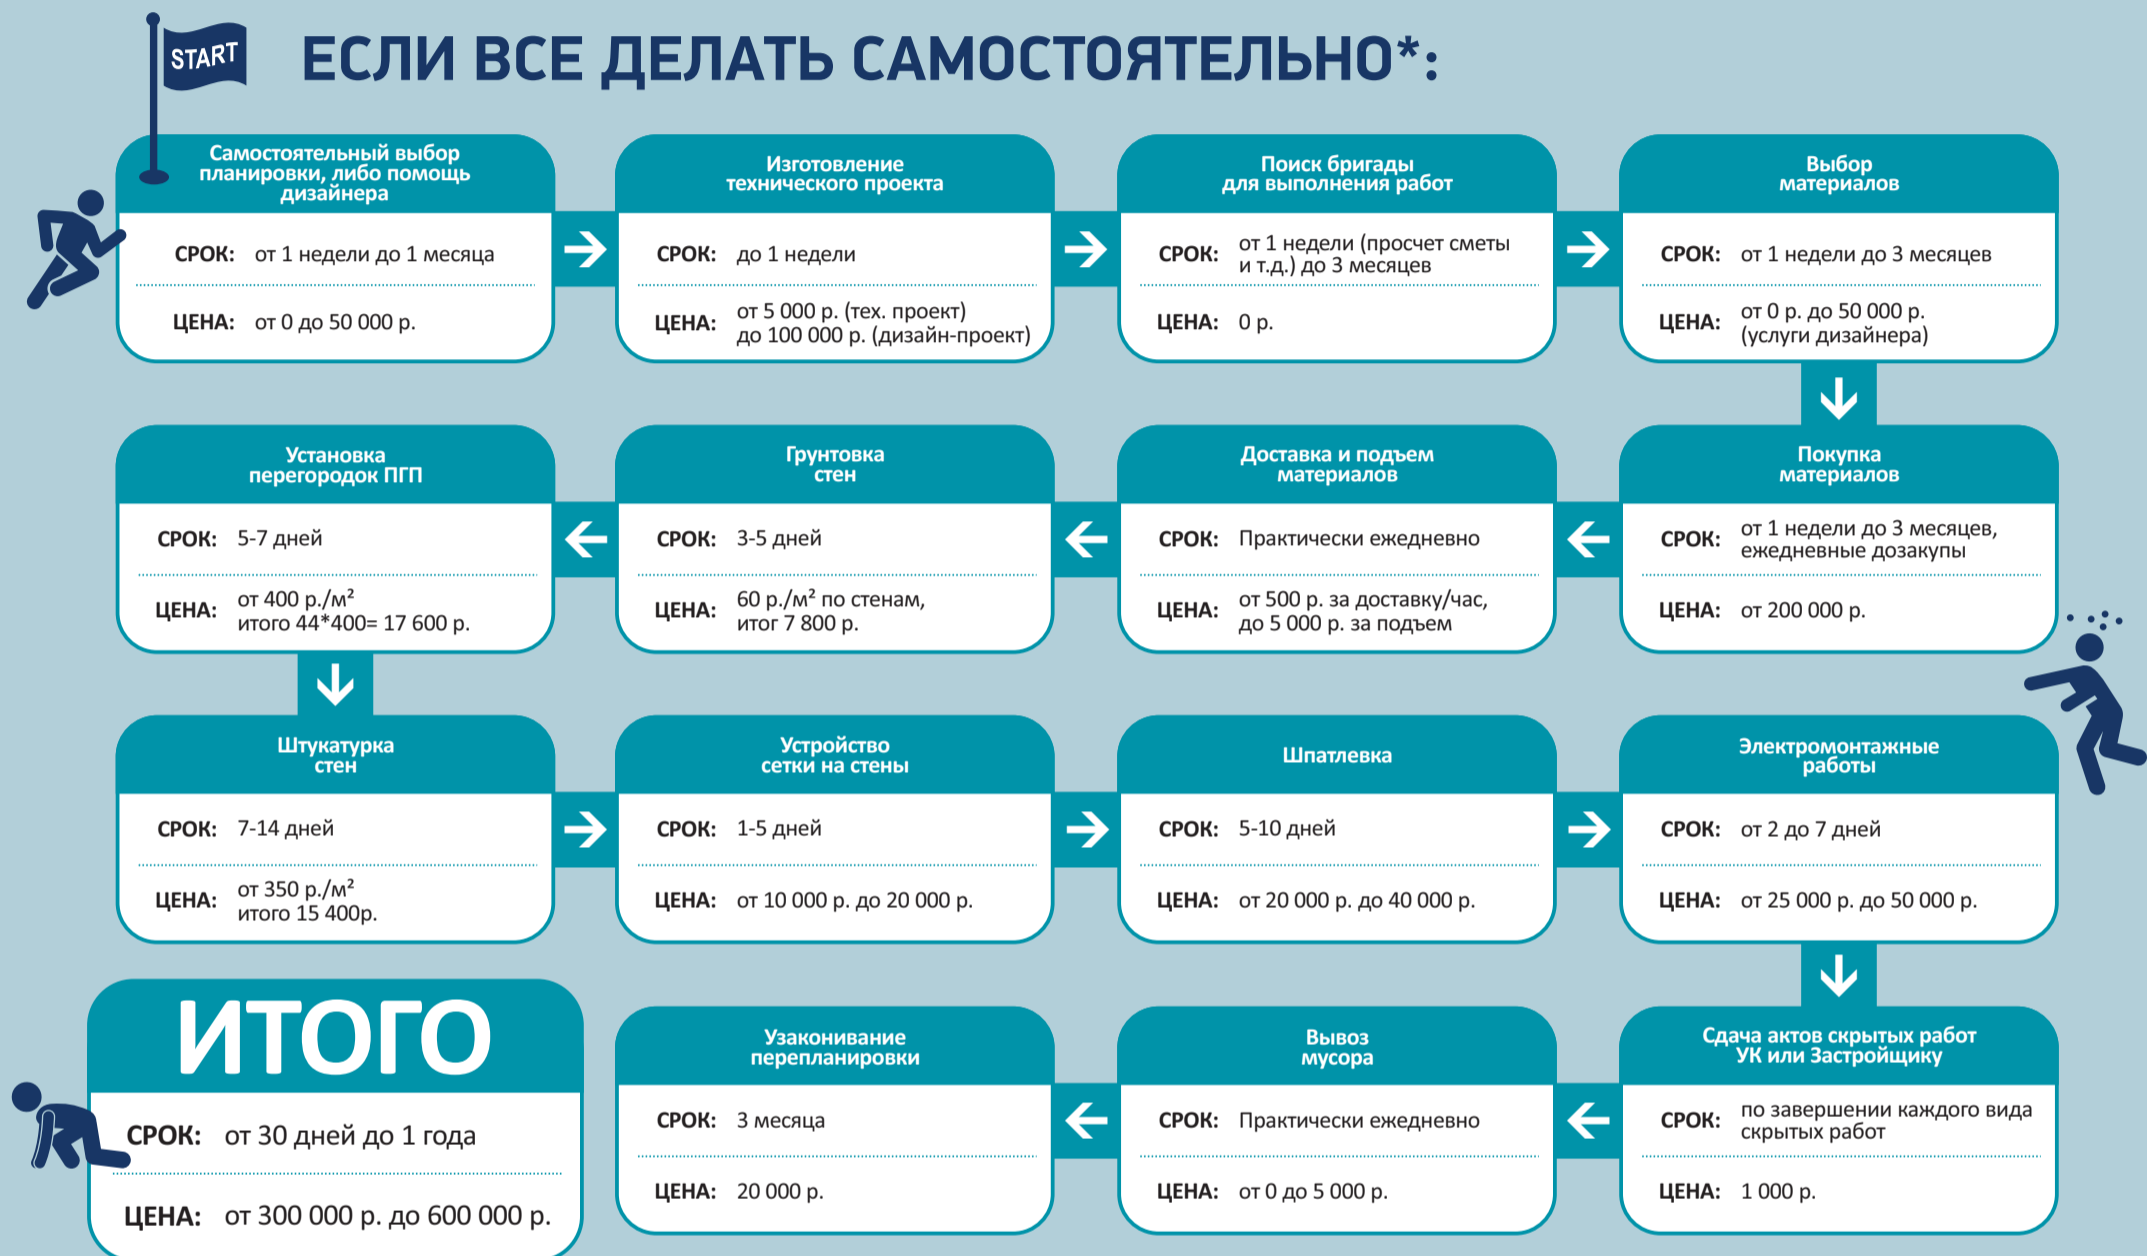 START
ЕСЛИ ВСЕ ДЕЛАТЬ САМОСТОЯТЕЛЬНО*:
Самостоятельный выбор
планировки, либо помощь
дизайнера
СРОК: от 1 недели до 1 месяца
ЦЕНА: от 0 до 50 000 р.
Изготовление
технического проекта
СРОК: до 1 недели
ЦЕНА: от 5 000 р. (тех. проект)
до 100 000 р. (дизайн-проект)
Поиск бригады
для выполнения работ
СРОК: от 1 недели (просчет сметы
и т.д.) до 3 месяцев
ЦЕНА: 0 р.
Выбор
материалов
СРОК: от 1 недели до 3 месяцев
ЦЕНА: от 0 р. до 50 000 р.
(услуги дизайнера)
Покупка
материалов
СРОК: от 1 недели до 3 месяцев,
ежедневные дозакупы
ЦЕНА: от 200 000 р.
Доставка и подъем
материалов
СРОК: Практически ежедневно
ЦЕНА: от 500 р. за доставку/час,
до 5 000 р. за подъем
Грунтовка
стен
СРОК: 3-5 дней
ЦЕНА: 60 р./м² по стенам,
итог 7 800 р.
Установка
перегородок ПГП
СРОК: 5-7 дней
ЦЕНА: от 400 р./м²
итого 44*400= 17 600 р.
Штукатурка
стен
СРОК: 7-14 дней
ЦЕНА: от 350 р./м²
итого 15 400р.
Устройство
сетки на стены
СРОК: 1-5 дней
ЦЕНА: от 10 000 р. до 20 000 р.
Шпатлевка
СРОК: 5-10 дней
ЦЕНА: от 20 000 р. до 40 000 р.
Электромонтажные
работы
СРОК: от 2 до 7 дней
ЦЕНА: от 25 000 р. до 50 000 р.
Сдача актов скрытых работ
УК или Застройщику
СРОК: по завершении каждого вида
скрытых работ
ЦЕНА: 1 000 р.
Вывоз
мусора
СРОК: Практически ежедневно
ЦЕНА: от 0 до 5 000 р.
Узаконивание
перепланировки
СРОК: 3 месяца
ЦЕНА: 20 000 р.
ИТОГО
СРОК: от 30 дней до 1 года
ЦЕНА: от 300 000 р. до 600 000 р.